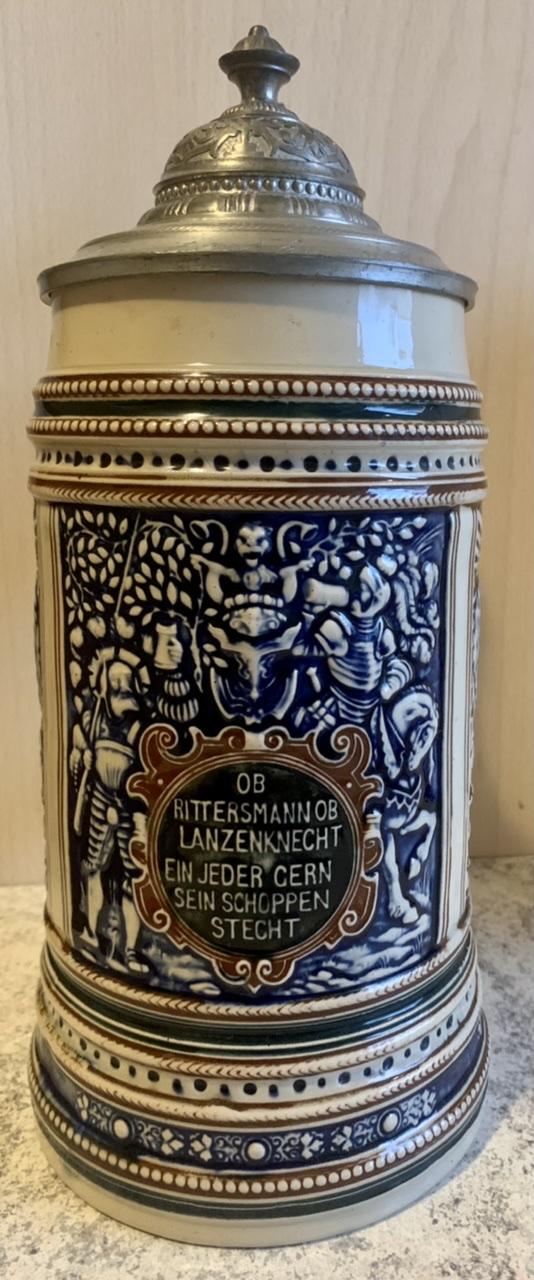 OB
RITTERSMANN OB
LANZENKNECHT
EIN JEDER GERN
SEIN SCHOPPEN
STECHT